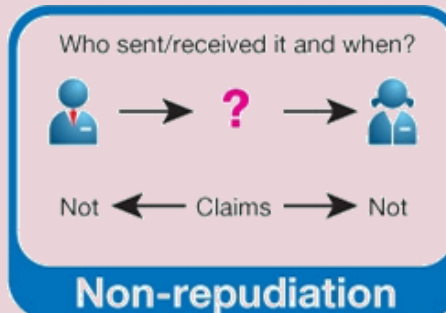 Who sent/received it and when?
?
Not Claims Not
Non-repudiation